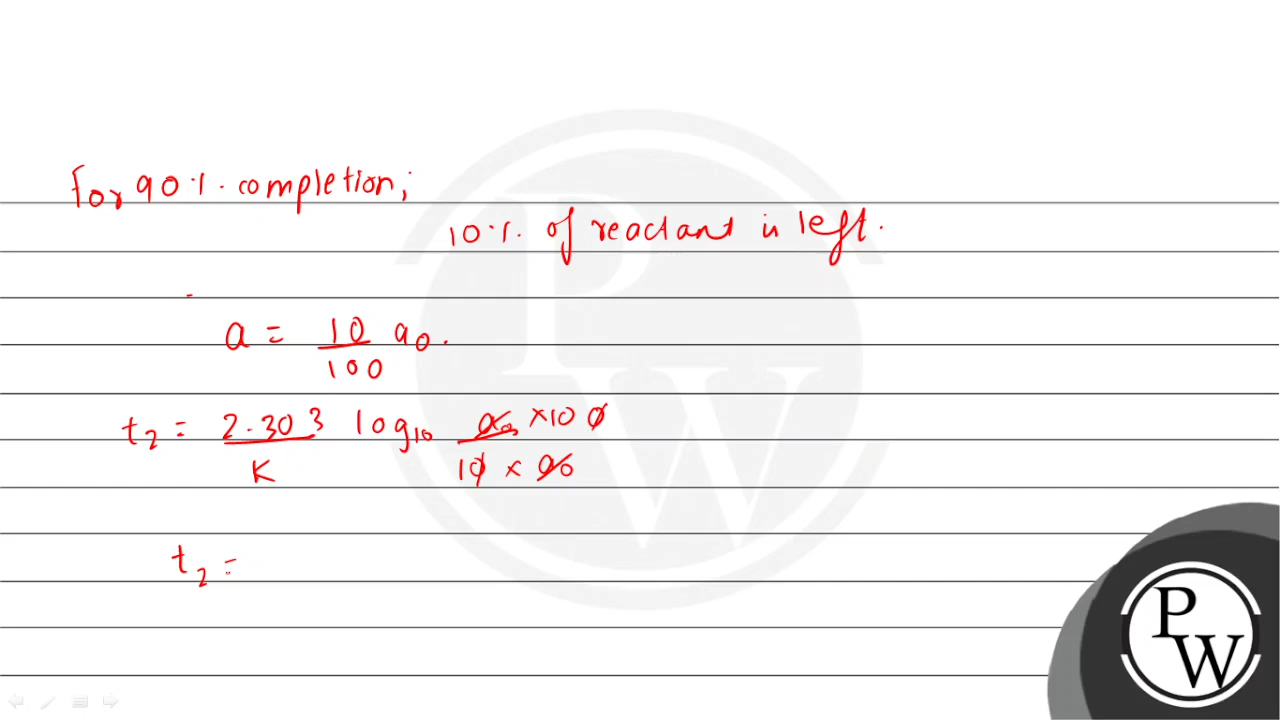 For 90%. completion;
10%. of reactant is left.
a = 10/100 a₀.
t₂ = 2.303/K log₁₀ a₀ × 100/10 × a₀
t₂ =
P
W
PW